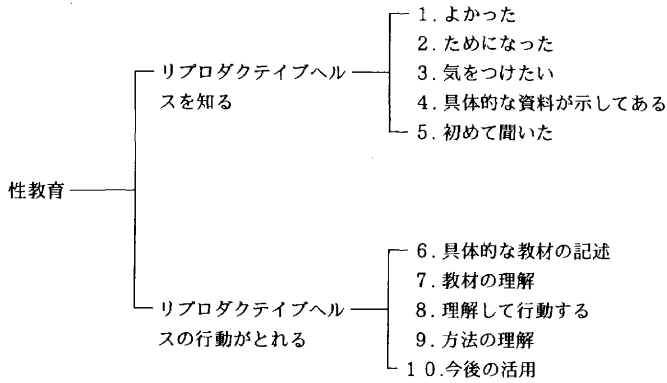 性教育
リプロダクテイブヘル
スを知る
1．よかった
2．ためになった
3．気をつけたい
4．具体的な資料が示してある
5．初めて聞いた
リプロダクテイブヘル
スの行動がとれる
6．具体的な教材の記述
7．教材の理解
8．理解して行動する
9．方法の理解
10．今後の活用